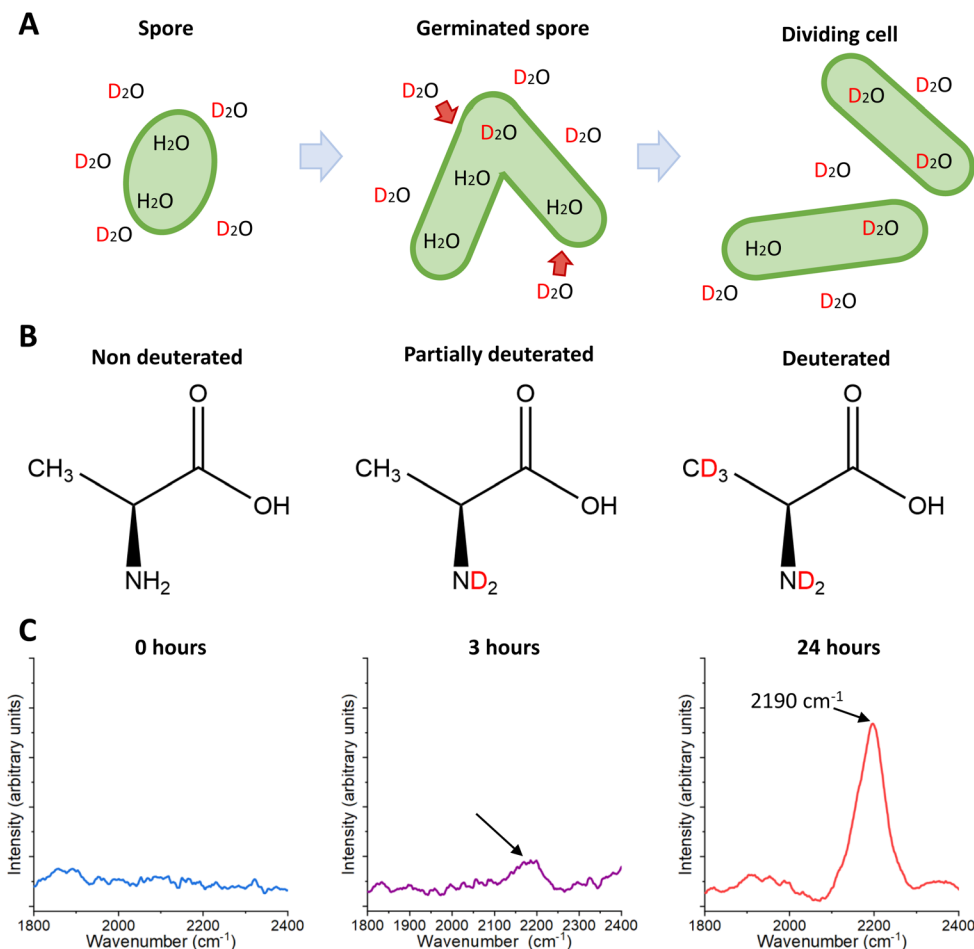 A
Spore
Germinated spore
Dividing cell
D2O
D2O
D2O
D2O
D2O
H2O
H2O
D2O
D2O
D2O
D2O
D2O
D2O
H2O
H2O
H2O
D2O
D2O
D2O
D2O
D2O
H2O
D2O
D2O
B
Non deuterated
Partially deuterated
Deuterated
O
CH3
OH
NH2
O
CH3
OH
ND2
O
CD3
OH
ND2
C
0 hours
3 hours
24 hours
Intensity (arbitrary units)
1800 2000 2200 2400
Wavenumber (cm-1)
Intensity (arbitrary units)
1800 1900 2000 2100 2200 2300 2400
Wavenumber (cm-1)
2190 cm-1
Intensity (arbitrary units)
1800 2000 2200 2400
Wavenumber (cm-1)